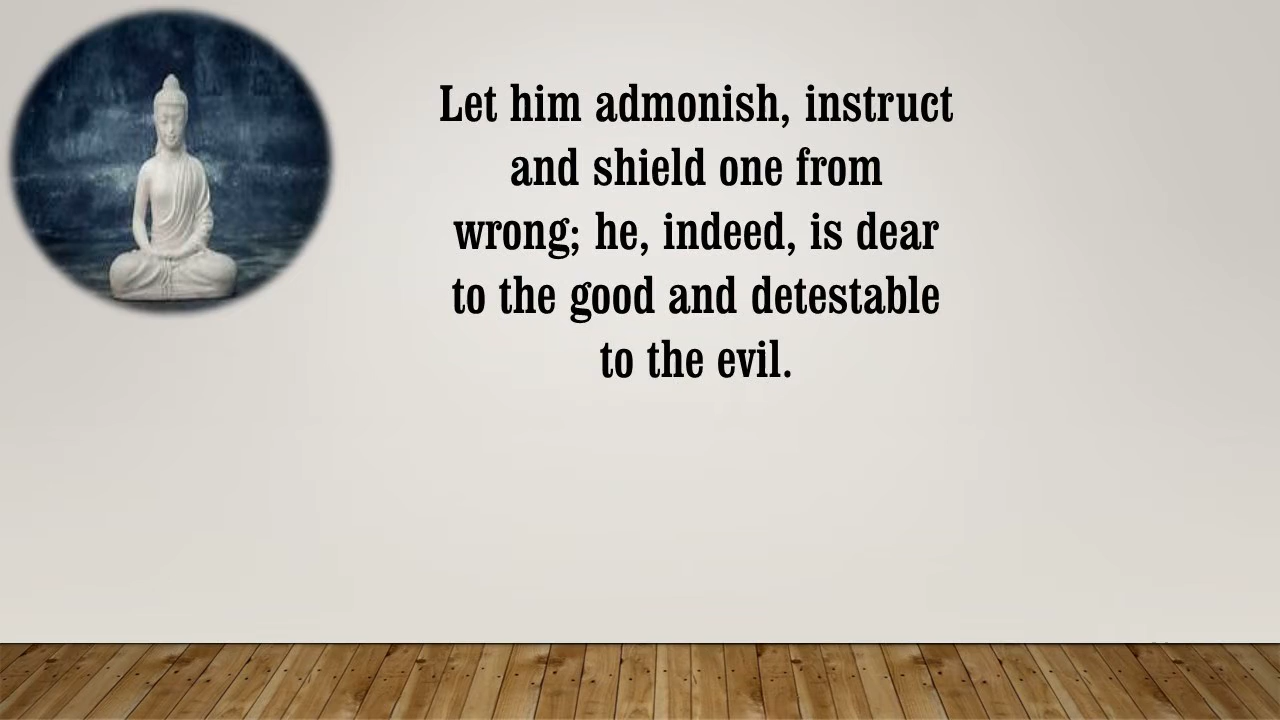 Let him admonish, instruct
and shield one from
wrong; he, indeed, is dear
to the good and detestable
to the evil.